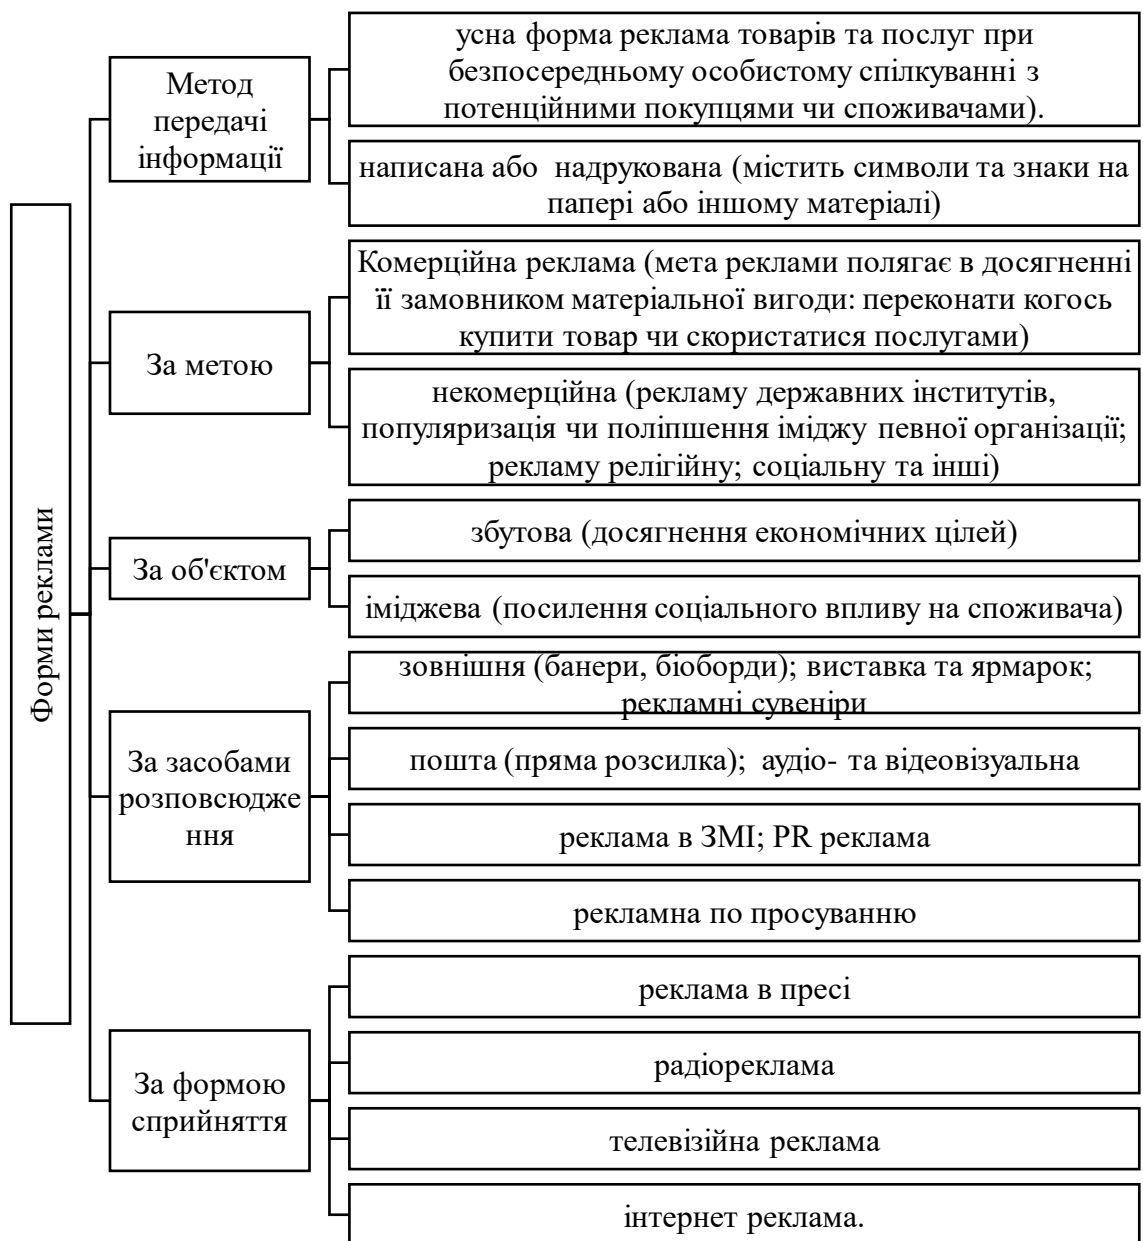 Форми реклами
Метод
передачі
інформації
усна форма реклама товарів та послуг при
безпосередньому особистому спілкуванні з
потенційними покупцями чи споживачами).
написана або надрукована (містить символи та знаки на
папері або іншому матеріалі)
За метою
Комерційна реклама (мета реклами полягає в досягненні
її замовником матеріальної вигоди: переконати когось
купити товар чи скористатися послугами)
некомерційна (рекламу державних інститутів,
популяризація чи поліпшення іміджу певної організації;
рекламу релігійну; соціальну та інші)
За об'єктом
збутова (досягнення економічних цілей)
іміджева (посилення соціального впливу на споживача)
За засобами
розповсюдже
ння
зовнішня (банери, біоборди); виставка та ярмарок;
рекламні сувеніри
пошта (пряма розсилка); аудіо- та відеовізуальна
реклама в ЗМІ; PR реклама
рекламна по просуванню
За формою
сприйняття
реклама в пресі
радіореклама
телевізійна реклама
інтернет реклама.